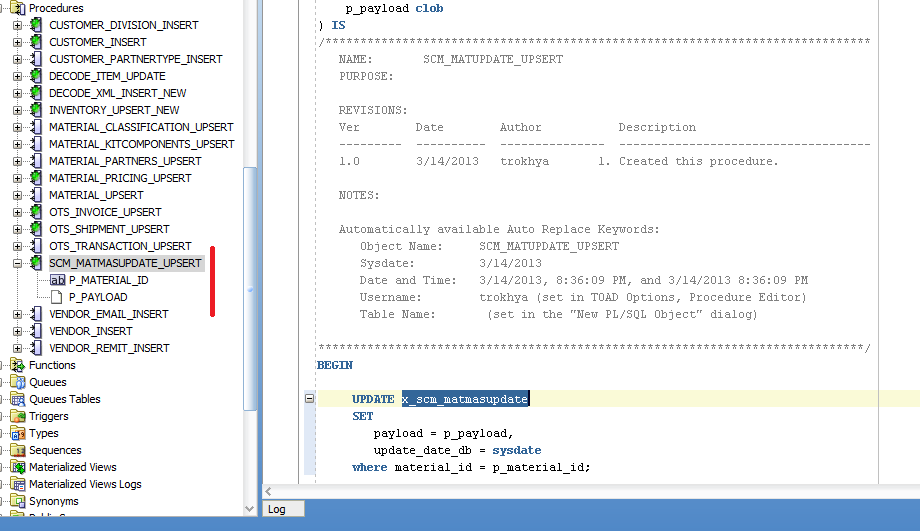 Procedures
CUSTOMER_DIVISION_INSERT
CUSTOMER_INSERT
CUSTOMER_PARTNERTYPE_INSERT
DECODE_ITEM_UPDATE
DECODE_XML_INSERT_NEW
INVENTORY_UPSERT_NEW
MATERIAL_CLASSIFICATION_UPSERT
MATERIAL_KITCOMPONENTS_UPSERT
MATERIAL_PARTNERS_UPSERT
MATERIAL_PRICING_UPSERT
MATERIAL_UPSERT
OTS_INVOICE_UPSERT
OTS_SHIPMENT_UPSERT
OTS_TRANSACTION_UPSERT
SCM_MATMASUPDATE_UPSERT
ab P_MATERIAL_ID
P_PAYLOAD
VENDOR_EMAIL_INSERT
VENDOR_INSERT
VENDOR_REMIT_INSERT
Functions
Queues
Queues Tables
Triggers
Types
Sequences
Materialized Views
Materialized Views Logs
Synonyms
p_payload clob
) IS
/******************************************************************************
NAME: SCM_MATUPDATE_UPSERT
PURPOSE:
REVISIONS:
Ver Date Author Description
--------- ---------- --------------- ------------------------------------
1.0 3/14/2013 trokhya 1. Created this procedure.
NOTES:
Automatically available Auto Replace Keywords:
Object Name: SCM_MATUPDATE_UPSERT
Sysdate: 3/14/2013
Date and Time: 3/14/2013, 8:36:09 PM, and 3/14/2013 8:36:09 PM
Username: trokhya (set in TOAD Options, Procedure Editor)
Table Name: (set in the "New PL/SQL Object" dialog)
******************************************************************************/
BEGIN
UPDATE x_scm_matmasupdate
SET
payload = p_payload,
update_date_db = sysdate
where material_id = p_material_id;
Log